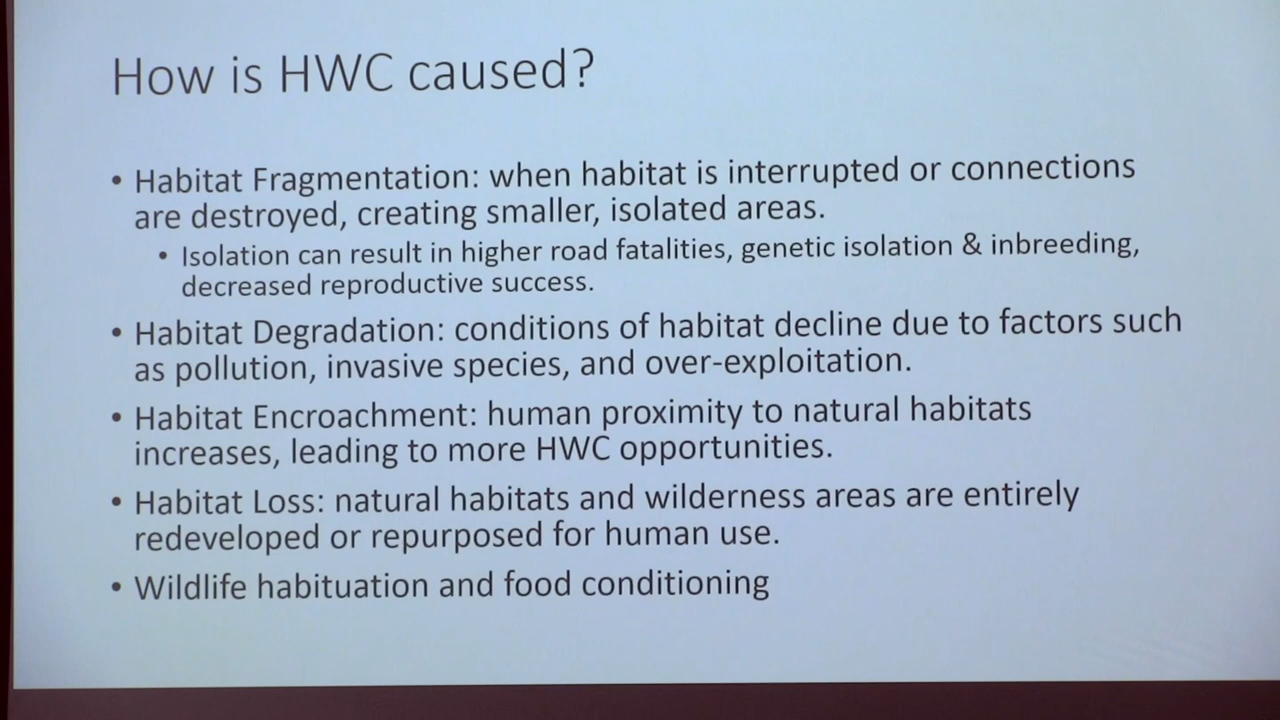 How is HWC caused?
• Habitat Fragmentation: when habitat is interrupted or connections
are destroyed, creating smaller, isolated areas.
• Isolation can result in higher road fatalities, genetic isolation & inbreeding,
decreased reproductive success.
• Habitat Degradation: conditions of habitat decline due to factors such
as pollution, invasive species, and over-exploitation.
• Habitat Encroachment: human proximity to natural habitats
increases, leading to more HWC opportunities.
• Habitat Loss: natural habitats and wilderness areas are entirely
redeveloped or repurposed for human use.
• Wildlife habituation and food conditioning